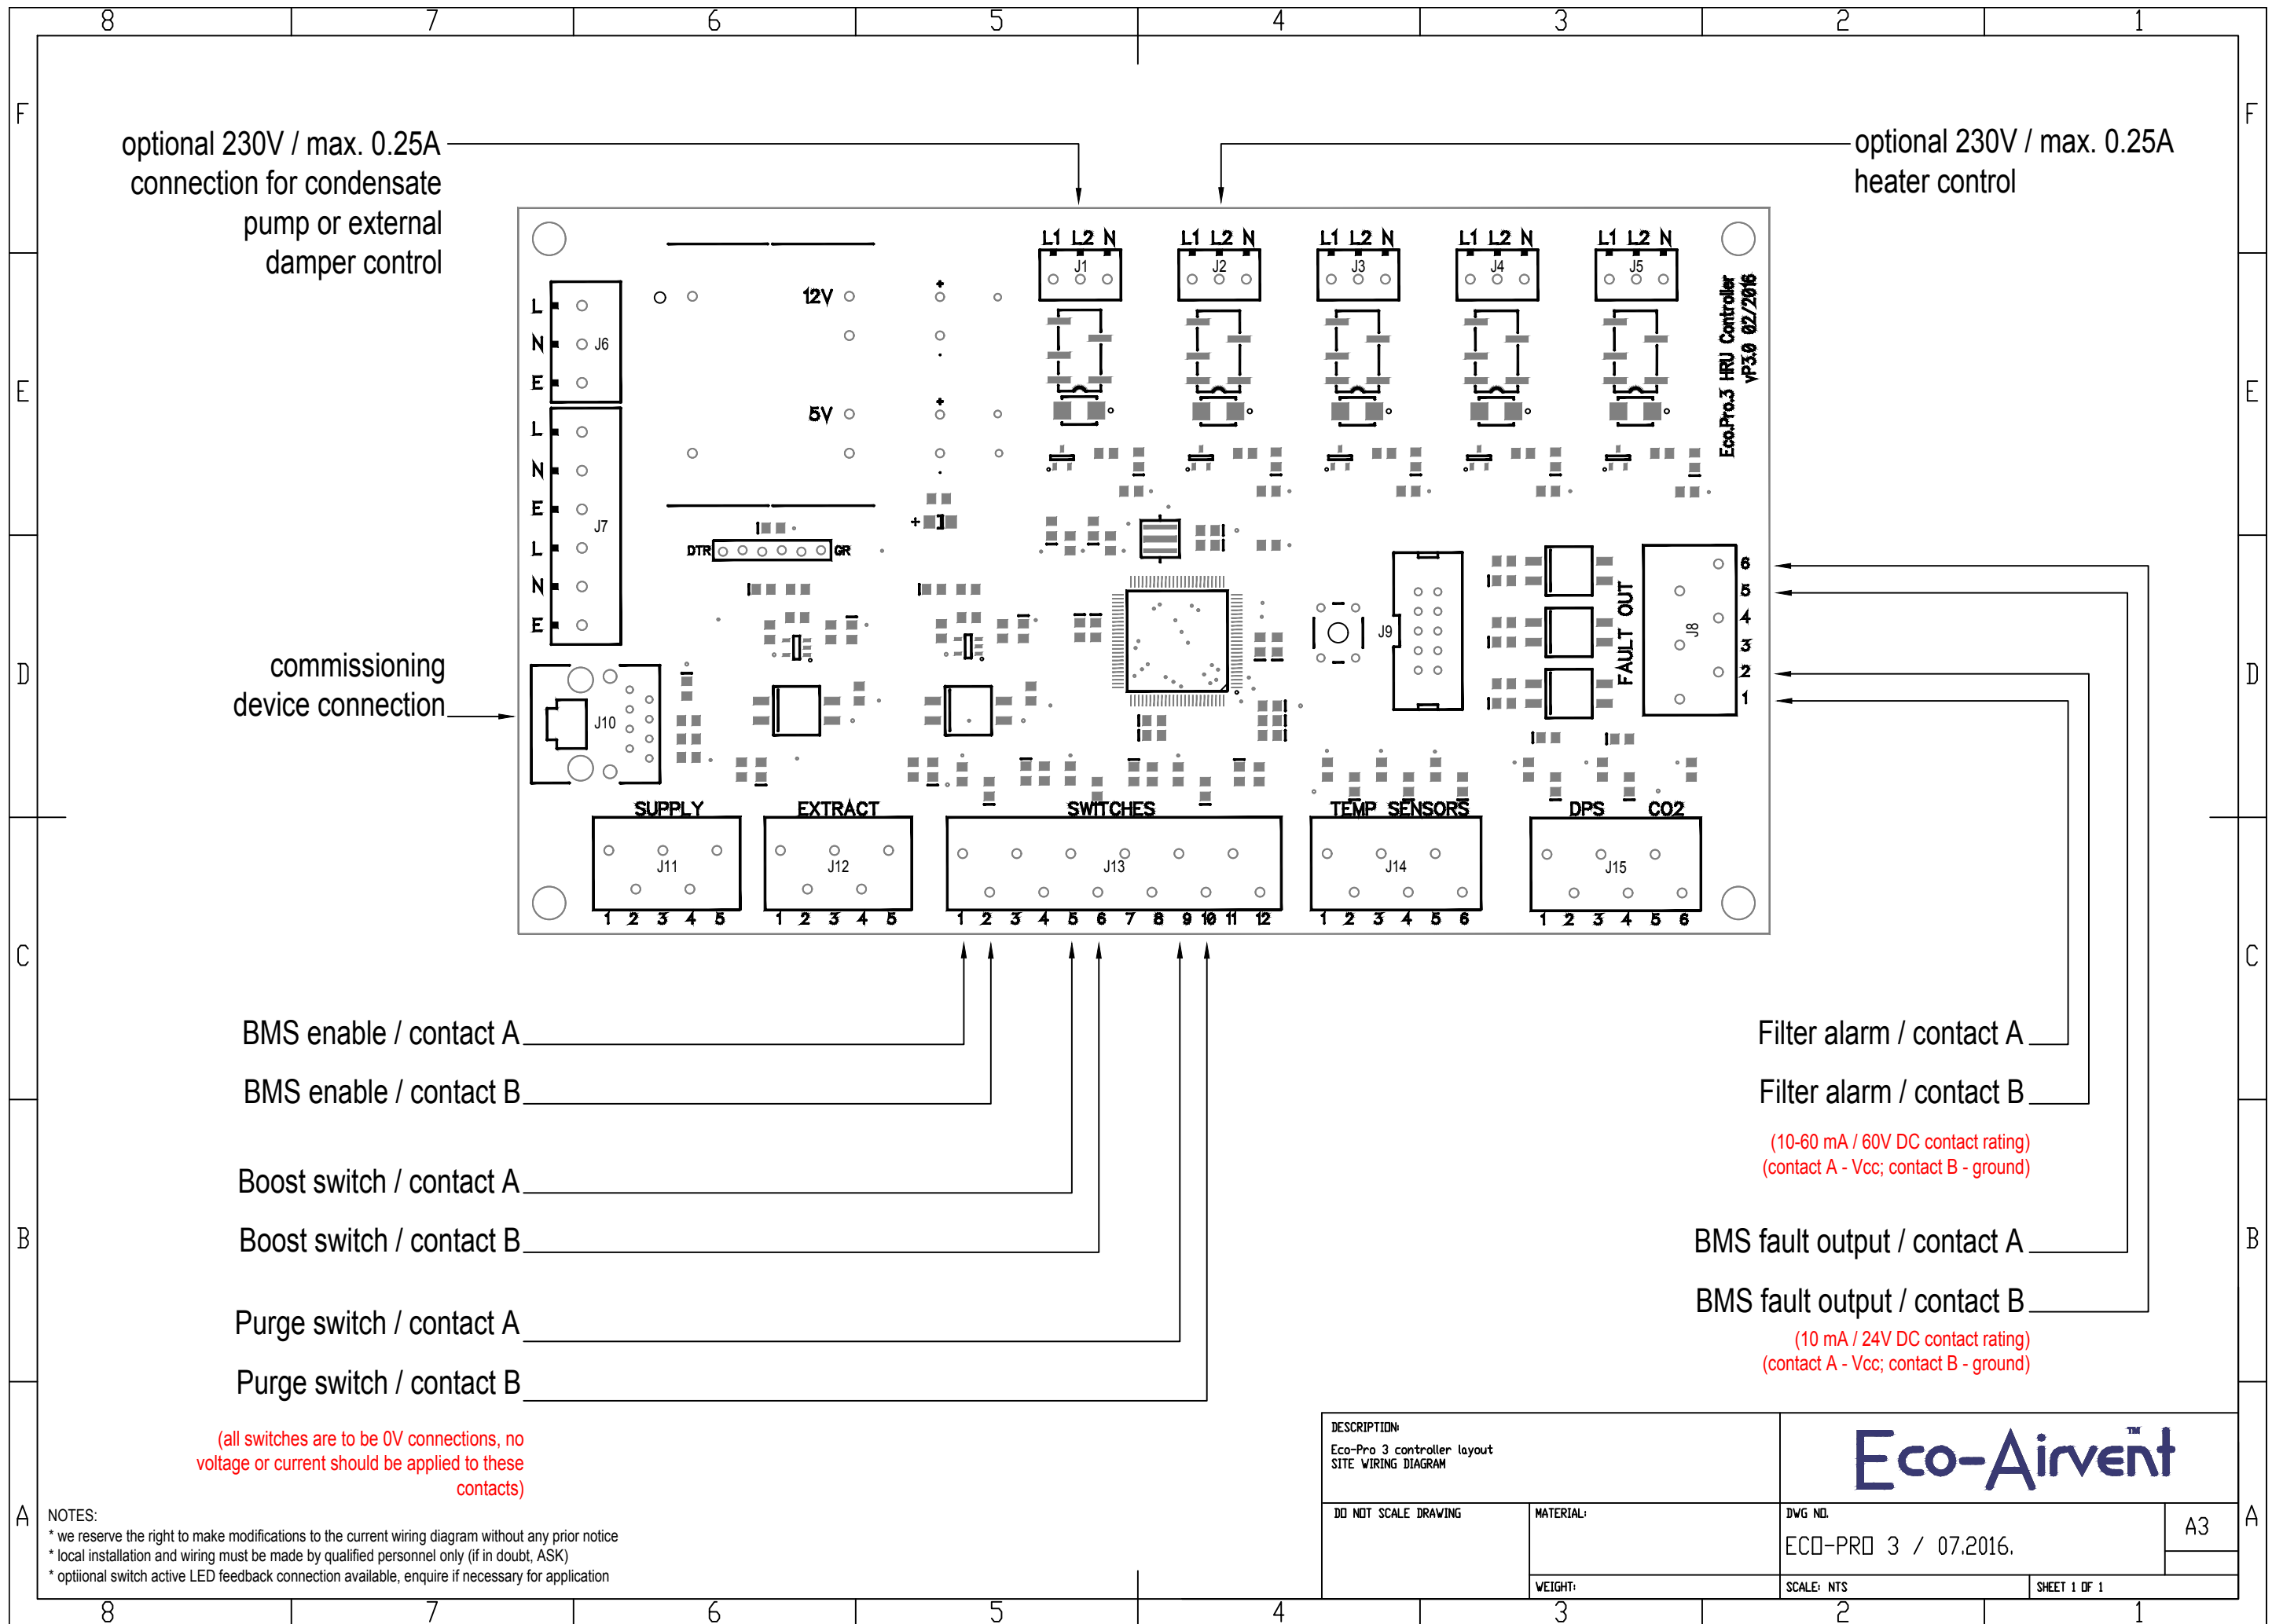 8 7 6 5 4 3 2 1
F F
optional 230V / max. 0.25A
connection for condensate
pump or external
damper control
optional 230V / max. 0.25A
heater control
L1 L2 N L1 L2 N L1 L2 N L1 L2 N L1 L2 N
J1 J2 J3 J4 J5
Eco.Pro.3 HRU Controller
vP3.0 02/2016
12V
5V
L
N J6
E
E E
L
N
E
J7
L
N
E
DTR GR
+
+
+
6
5
4
3
2
1
J8
FAULT OUT
J9
D D
commissioning
device connection
J10
SUPPLY EXTRACT SWITCHES TEMP SENSORS DPS CO2
J11 J12 J13 J14 J15
1 2 3 4 5 1 2 3 4 5 1 2 3 4 5 6 7 8 9 10 11 12 1 2 3 4 5 6 1 2 3 4 5 6
C C
BMS enable / contact A
BMS enable / contact B
Boost switch / contact A
Boost switch / contact B
Purge switch / contact A
Purge switch / contact B
(all switches are to be 0V connections, no
voltage or current should be applied to these
contacts)
Filter alarm / contact A
Filter alarm / contact B
(10-60 mA / 60V DC contact rating)
(contact A - Vcc; contact B - ground)
BMS fault output / contact A
BMS fault output / contact B
(10 mA / 24V DC contact rating)
(contact A - Vcc; contact B - ground)
B B
A A
NOTES:
* we reserve the right to make modifications to the current wiring diagram without any prior notice
* local installation and wiring must be made by qualified personnel only (if in doubt, ASK)
* optiional switch active LED feedback connection available, enquire if necessary for application
DESCRIPTION:
Eco-Pro 3 controller layout
SITE WIRING DIAGRAM
Eco-Airvent™
DO NOT SCALE DRAWING
MATERIAL:
DWG NO.
ECO-PRO 3 / 07.2016.
A3
WEIGHT:
SCALE: NTS
SHEET 1 OF 1
8 7 6 5 4 3 2 1